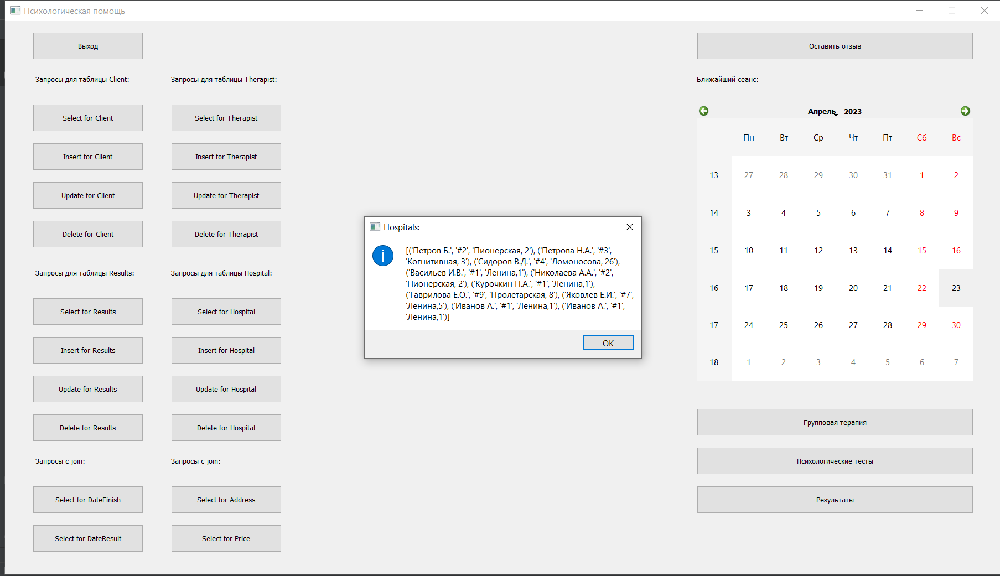 Психологическая помощь
Выход
Оставить отзыв
Запросы для таблицы Client:
Запросы для таблицы Therapist:
Ближайший сеанс:
Select for Client
Select for Therapist
Insert for Client
Insert for Therapist
Update for Client
Update for Therapist
Delete for Client
Delete for Therapist
Запросы для таблицы Results:
Запросы для таблицы Hospital:
Select for Results
Select for Hospital
Insert for Results
Insert for Hospital
Update for Results
Update for Hospital
Delete for Results
Delete for Hospital
Запросы с join:
Запросы с join:
Select for DateFinish
Select for Address
Select for DateResult
Select for Price
Hospitals:
[('Петров Б.', '#2', 'Пионерская, 2'), ('Петрова Н.А.', '#3',
'Когнитивная, 3'), ('Сидоров В.Д.', '#4', 'Ломоносова, 26'),
('Васильев И.В.', '#1', 'Ленина,1'), ('Николаева А.А.', '#2',
'Пионерская, 2'), ('Курочкин П.А.', '#1', 'Ленина,1'),
('Гаврилова Е.О.', '#9', 'Пролетарская, 8'), ('Яковлев Е.И.', '#7',
'Ленина,5'), ('Иванов А.', '#1', 'Ленина,1'), ('Иванов А.', '#1',
'Ленина,1')]
OK
Апрель 2023
Пн Вт Ср Чт Пт Сб Вс
13 27 28 29 30 31 1 2
14 3 4 5 6 7 8 9
15 10 11 12 13 14 15 16
16 17 18 19 20 21 22 23
17 24 25 26 27 28 29 30
18 1 2 3 4 5 6 7
Групповая терапия
Психологические тесты
Результаты